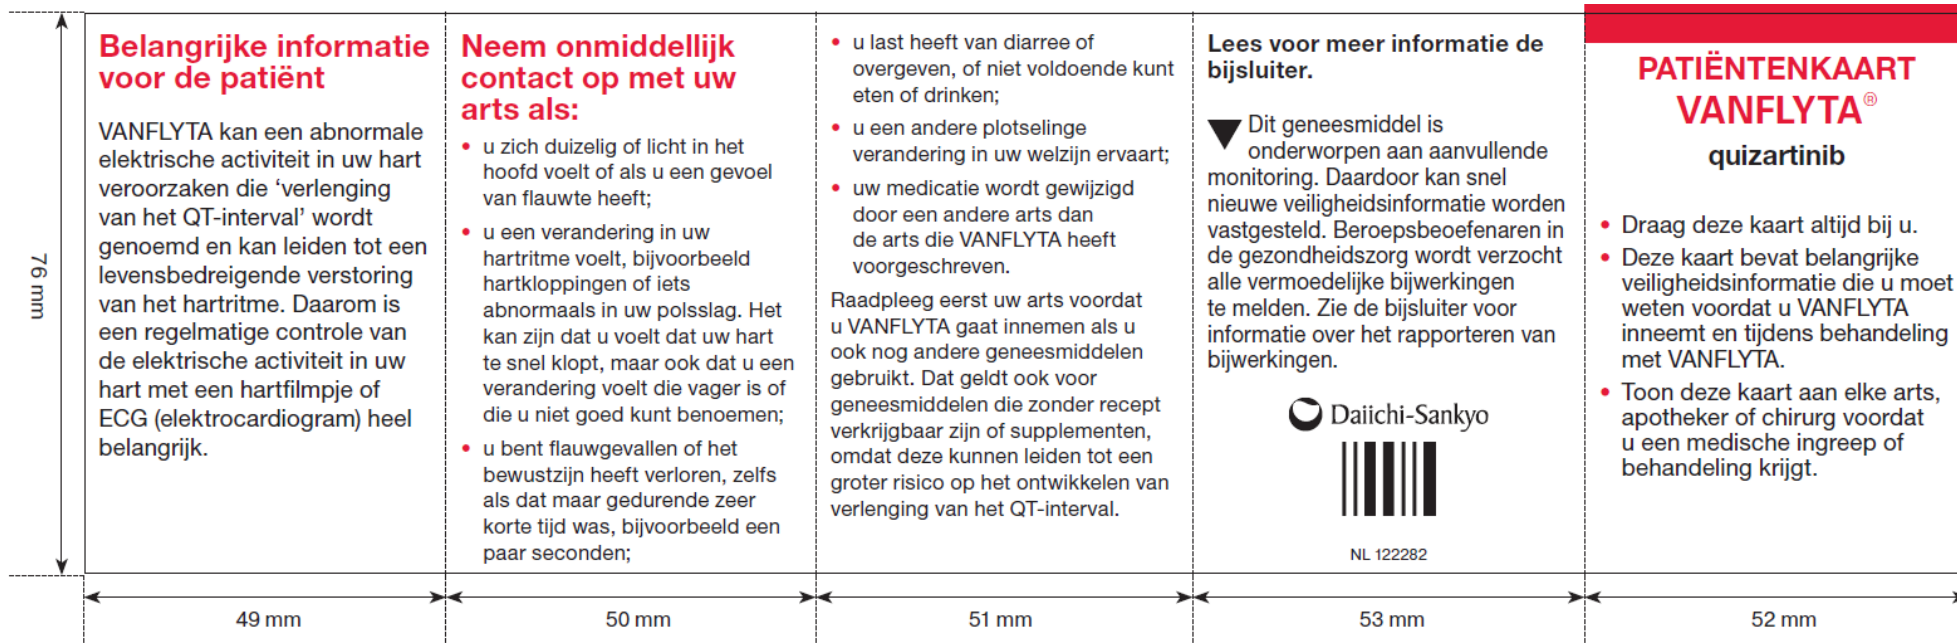 Belangrijke informatie
voor de patiënt
VANFLYTA kan een abnormale
elektrische activiteit in uw hart
veroorzaken die ‘verlenging
van het QT-interval’ wordt
genoemd en kan leiden tot een
levensbedreigende verstoring
van het hartritme. Daarom is
een regelmatige controle van
de elektrische activiteit in uw
hart met een hartfilmpje of
ECG (elektrocardiogram) heel
belangrijk.
Neem onmiddellijk
contact op met uw
arts als:
• u zich duizelig of licht in het
hoofd voelt of als u een gevoel
van flauwte heeft;
• u een verandering in uw
hartritme voelt, bijvoorbeeld
hartkloppingen of iets
abnormaals in uw polsslag. Het
kan zijn dat u voelt dat uw hart
te snel klopt, maar ook dat u een
verandering voelt die vager is of
die u niet goed kunt benoemen;
• u bent flauwgevallen of het
bewustzijn heeft verloren, zelfs
als dat maar gedurende zeer
korte tijd was, bijvoorbeeld een
paar seconden;
• u last heeft van diarree of
overgeven, of niet voldoende kunt
eten of drinken;
• u een andere plotselinge
verandering in uw welzijn ervaart;
• uw medicatie wordt gewijzigd
door een andere arts dan
de arts die VANFLYTA heeft
voorgeschreven.
Raadpleeg eerst uw arts voordat
u VANFLYTA gaat innemen als u
ook nog andere geneesmiddelen
gebruikt. Dat geldt ook voor
geneesmiddelen die zonder recept
verkrijgbaar zijn of supplementen,
omdat deze kunnen leiden tot een
groter risico op het ontwikkelen van
verlenging van het QT-interval.
Lees voor meer informatie de
bijsluiter.
▼ Dit geneesmiddel is
onderworpen aan aanvullende
monitoring. Daardoor kan snel
nieuwe veiligheidsinformatie worden
vastgesteld. Beroepsbeoefenaren in
de gezondheidszorg wordt verzocht
alle vermoedelijke bijwerkingen
te melden. Zie de bijsluiter voor
informatie over het rapporteren van
bijwerkingen.
Daiichi-Sankyo
NL 122282
PATIËNTENKAART
VANFLYTA®
quizartinib
• Draag deze kaart altijd bij u.
• Deze kaart bevat belangrijke
veiligheidsinformatie die u moet
weten voordat u VANFLYTA
inneemt en tijdens behandeling
met VANFLYTA.
• Toon deze kaart aan elke arts,
apotheker of chirurg voordat
u een medische ingreep of
behandeling krijgt.
76 mm
49 mm
50 mm
51 mm
53 mm
52 mm